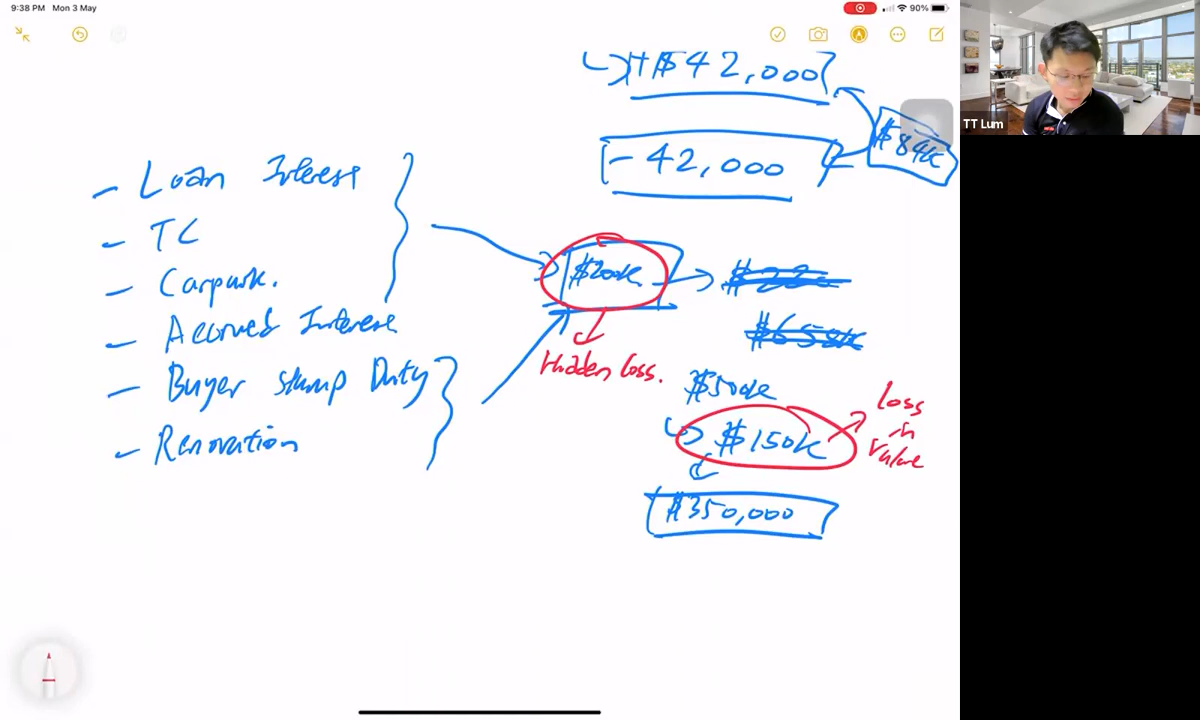 9:38 PM Mon 3 May
90%
TT Lum
+$42,000
- 42,000
$84k
- Loan Interest
- TC
- Carpark.
- Accrued Interest
- Buyer Stamp Duty
- Renovation
$200k
Hidden loss.
$658k
$500k
$150k
loss in value
$350,000